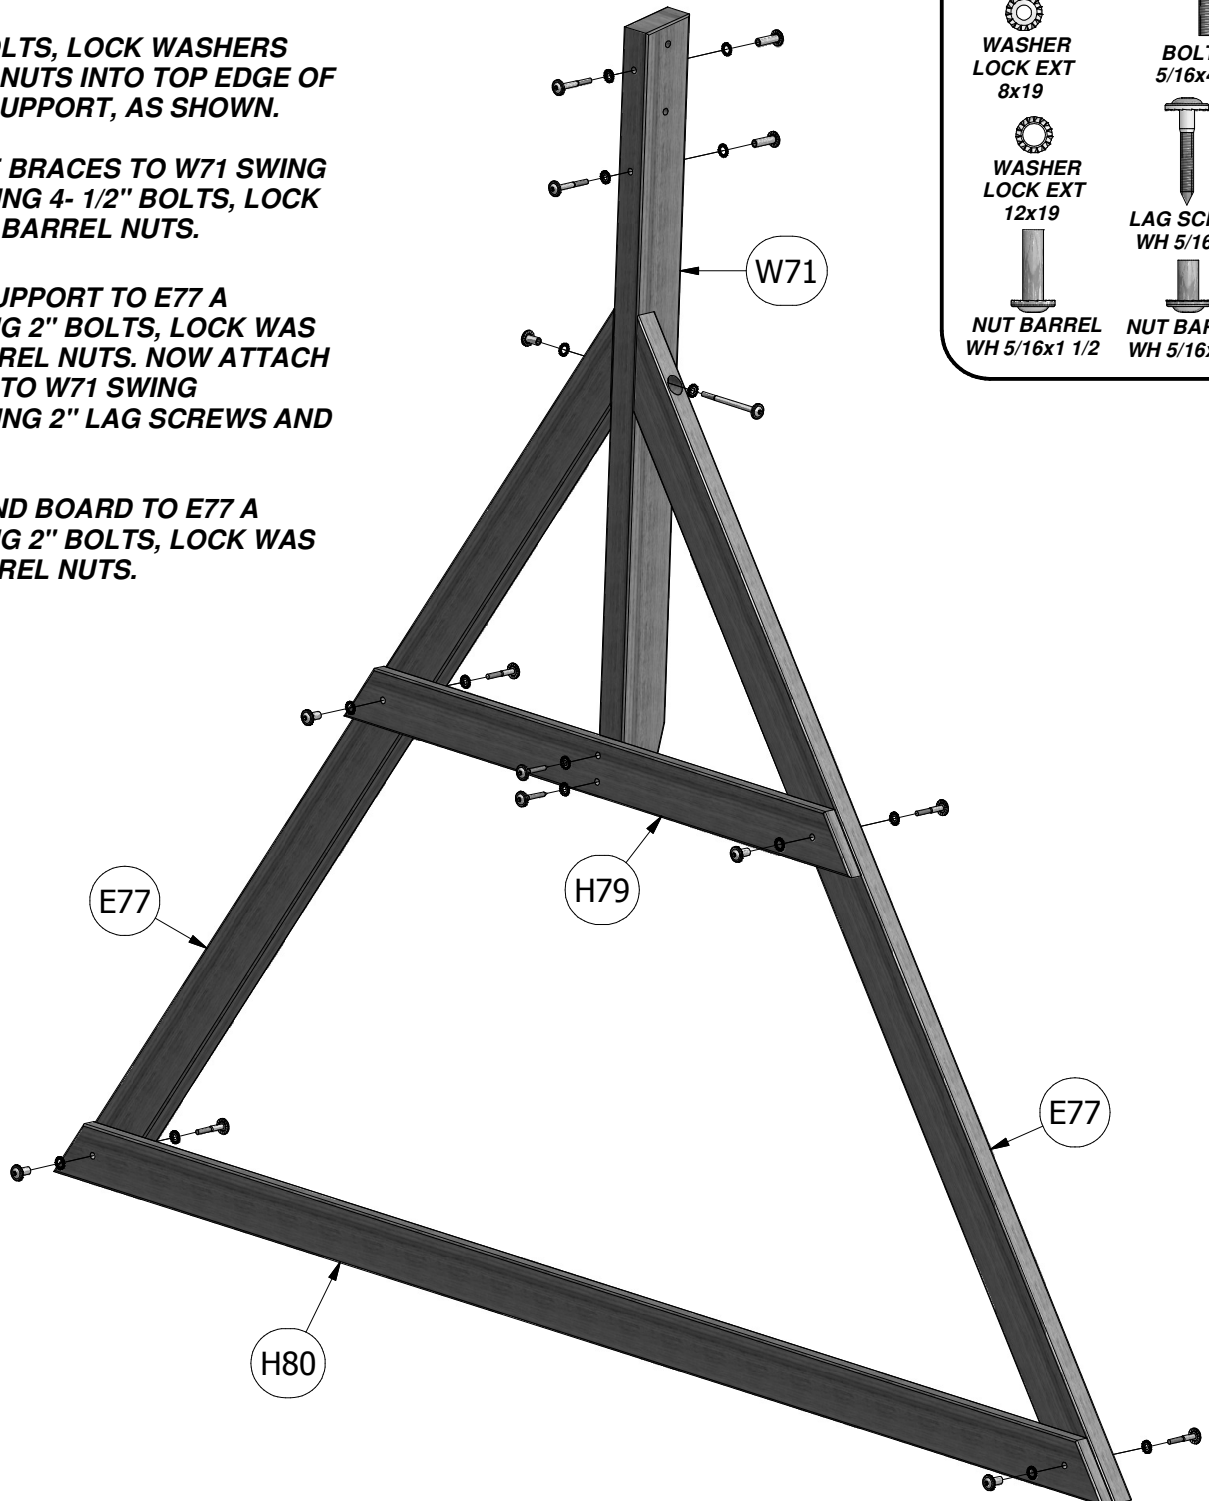 LTS, LOCK WASHERS
NUTS INTO TOP EDGE OF
UPPORT, AS SHOWN.
BRACES TO W71 SWING
NG 4- 1/2" BOLTS, LOCK
BARREL NUTS.
UPPORT TO E77 A
G 2" BOLTS, LOCK WAS
REL NUTS. NOW ATTACH
TO W71 SWING
NG 2" LAG SCREWS AND
ND BOARD TO E77 A
G 2" BOLTS, LOCK WAS
REL NUTS.
WASHER
LOCK EXT
8x19
BOLT
5/16x4
WASHER
LOCK EXT
12x19
LAG SC
WH 5/16
NUT BARREL
WH 5/16x1 1/2
NUT BA
WH 5/16
W71
H79
E77
E77
H80